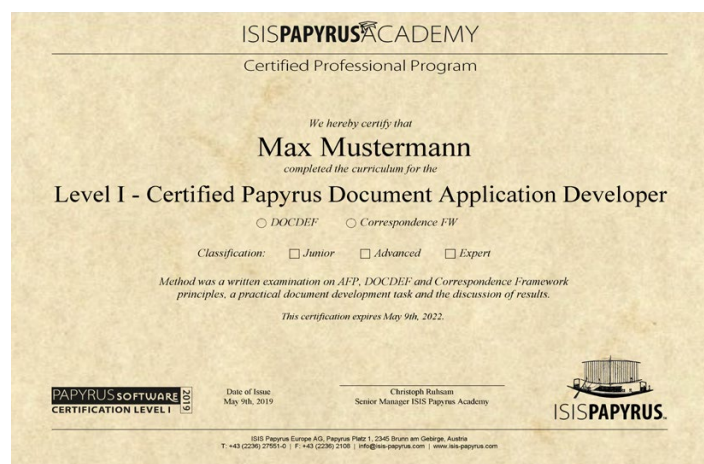 ISISPAPYRUS ACADEMY
Certified Professional Program
We hereby certify that
Max Mustermann
completed the curriculum for the
Level I - Certified Papyrus Document Application Developer
DOCDEF Correspondence FW
Classification: Junior Advanced Expert
Method was a written examination on AFP, DOCDEF and Correspondence Framework
principles, a practical document development task and the discussion of results.
This certification expires May 9th, 2022.
PAPYRUS SOFTWARE 2019
CERTIFICATION LEVEL I
Date of Issue
May 9th, 2019
Christoph Ruhsam
Senior Manager ISIS Papyrus Academy
ISISPAPYRUS.
ISIS Papyrus Europe AG, Papyrus Platz 1, 2345 Brunn am Gebirge, Austria
T: +43 (2236) 27551-0 | F: +43 (2236) 2108 | info@isis-papyrus.com | www.isis-papyrus.com